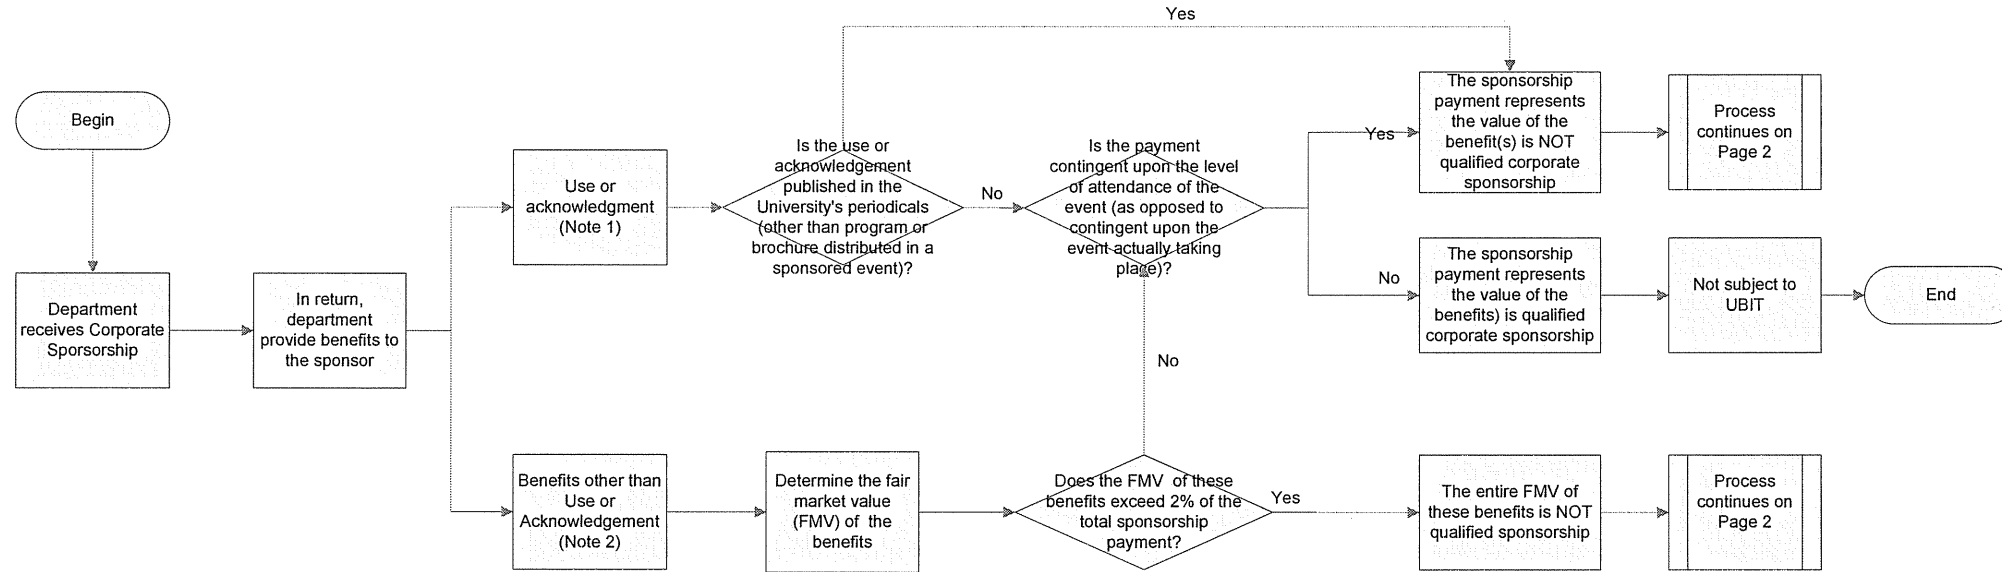 Yes
Begin
Department
receives Corporate
Sporsorship
In return,
department
provide benefits to
the sponsor
Use or
acknowledgment
(Note 1)
Is the use or
acknowledgement
published in the
University's periodicals
(other than program or
brochure distributed in a
sponsored event)?
No
Is the payment
contingent upon the level
of attendance of the
event (as opposed to
contingent upon the
event actually taking
place)?
Yes
The sponsorship
payment represents
the value of the
benefit(s) is NOT
qualified corporate
sponsorship
Process
continues on
Page 2
No
The sponsorship
payment represents
the value of the
benefits) is qualified
corporate sponsorship
Not subject to
UBIT
End
Benefits other than
Use or
Acknowledgement
(Note 2)
Determine the fair
market value
(FMV) of the
benefits
No
Does the FMV of these
benefits exceed 2% of the
total sponsorship
payment?
Yes
The entire FMV of
these benefits is NOT
qualified sponsorship
Process
continues on
Page 2